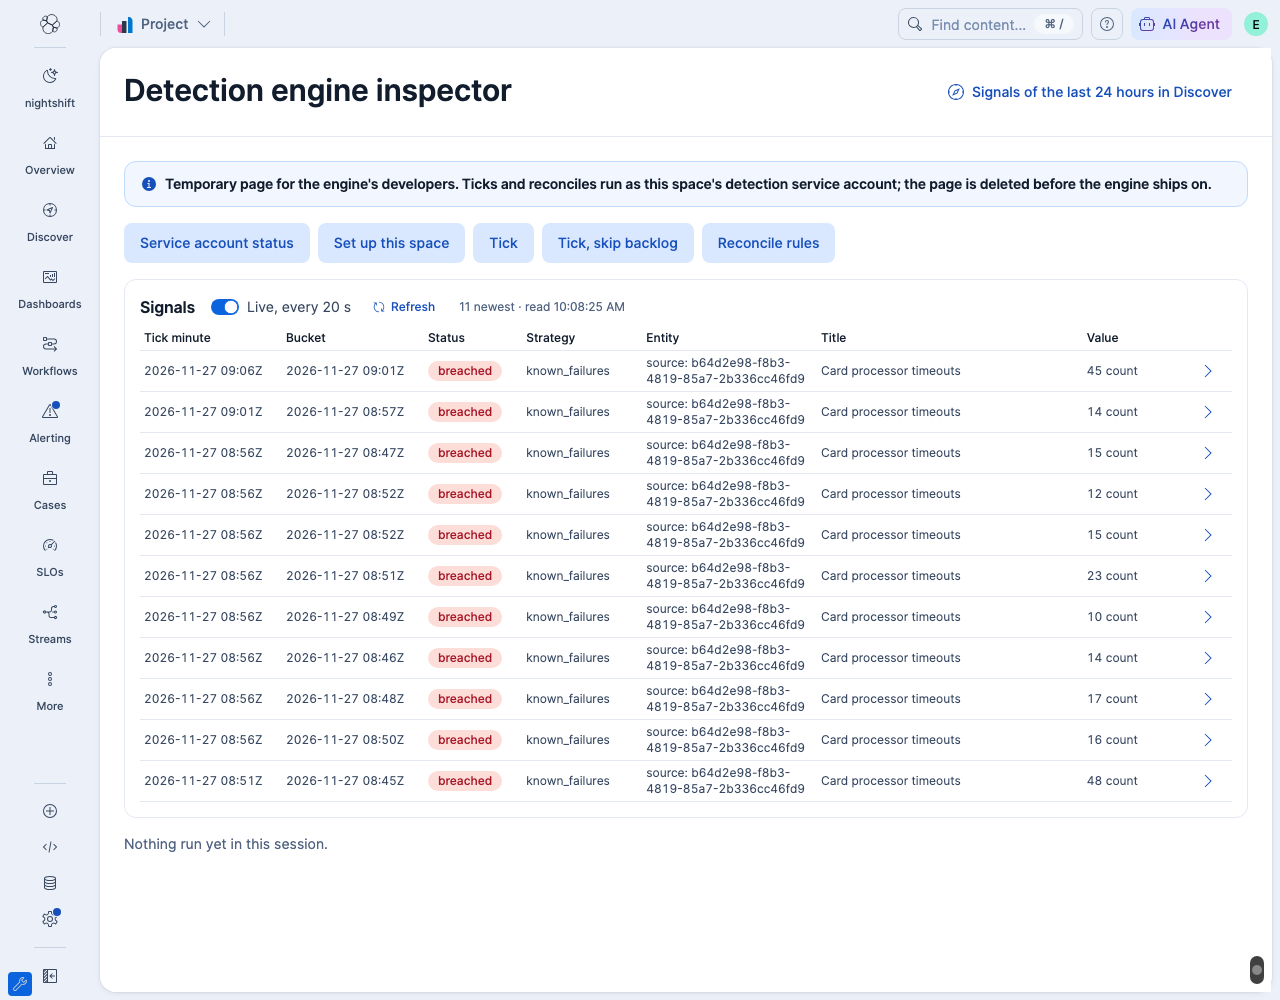 Project
Find content...
⌘ /
AI Agent
E
nightshift
Overview
Discover
Dashboards
Workflows
Alerting
Cases
SLOs
Streams
More
Detection engine inspector
Signals of the last 24 hours in Discover
Temporary page for the engine's developers. Ticks and reconciles run as this space's detection service account; the page is deleted before the engine ships on.
Service account status
Set up this space
Tick
Tick, skip backlog
Reconcile rules
Signals
Live, every 20 s
Refresh
11 newest · read 10:08:25 AM
Tick minute Bucket Status Strategy Entity Title Value
2026-11-27 09:06Z 2026-11-27 09:01Z breached known_failures source: b64d2e98-f8b3-
4819-85a7-2b336cc46fd9 Card processor timeouts 45 count
2026-11-27 09:01Z 2026-11-27 08:57Z breached known_failures source: b64d2e98-f8b3-
4819-85a7-2b336cc46fd9 Card processor timeouts 14 count
2026-11-27 08:56Z 2026-11-27 08:47Z breached known_failures source: b64d2e98-f8b3-
4819-85a7-2b336cc46fd9 Card processor timeouts 15 count
2026-11-27 08:56Z 2026-11-27 08:52Z breached known_failures source: b64d2e98-f8b3-
4819-85a7-2b336cc46fd9 Card processor timeouts 12 count
2026-11-27 08:56Z 2026-11-27 08:52Z breached known_failures source: b64d2e98-f8b3-
4819-85a7-2b336cc46fd9 Card processor timeouts 15 count
2026-11-27 08:56Z 2026-11-27 08:51Z breached known_failures source: b64d2e98-f8b3-
4819-85a7-2b336cc46fd9 Card processor timeouts 23 count
2026-11-27 08:56Z 2026-11-27 08:49Z breached known_failures source: b64d2e98-f8b3-
4819-85a7-2b336cc46fd9 Card processor timeouts 10 count
2026-11-27 08:56Z 2026-11-27 08:46Z breached known_failures source: b64d2e98-f8b3-
4819-85a7-2b336cc46fd9 Card processor timeouts 14 count
2026-11-27 08:56Z 2026-11-27 08:48Z breached known_failures source: b64d2e98-f8b3-
4819-85a7-2b336cc46fd9 Card processor timeouts 17 count
2026-11-27 08:56Z 2026-11-27 08:50Z breached known_failures source: b64d2e98-f8b3-
4819-85a7-2b336cc46fd9 Card processor timeouts 16 count
2026-11-27 08:51Z 2026-11-27 08:45Z breached known_failures source: b64d2e98-f8b3-
4819-85a7-2b336cc46fd9 Card processor timeouts 48 count
Nothing run yet in this session.